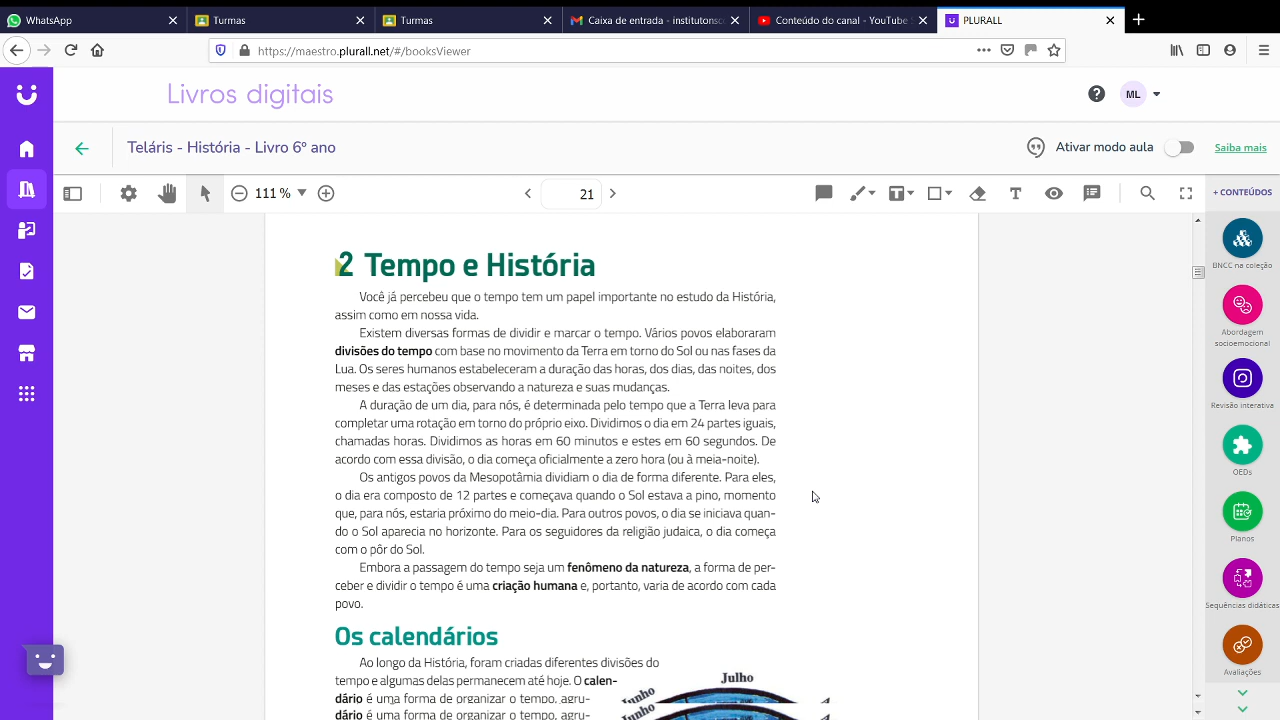 WhatsApp
Turmas
Turmas
Caixa de entrada - institutonsc
Conteúdo do canal - YouTube S
PLURALL
https://maestro.plurall.net/#/booksViewer
Livros digitais
ML
Teláris - História - Livro 6º ano
Ativar modo aula
Saiba mais
111 %
21
+ CONTEÚDOS
2 Tempo e História
Você já percebeu que o tempo tem um papel importante no estudo da História,
assim como em nossa vida.
Existem diversas formas de dividir e marcar o tempo. Vários povos elaboraram
divisões do tempo com base no movimento da Terra em torno do Sol ou nas fases da
Lua. Os seres humanos estabeleceram a duração das horas, dos dias, das noites, dos
meses e das estações observando a natureza e suas mudanças.
A duração de um dia, para nós, é determinada pelo tempo que a Terra leva para
completar uma rotação em torno do próprio eixo. Dividimos o dia em 24 partes iguais,
chamadas horas. Dividimos as horas em 60 minutos e estes em 60 segundos. De
acordo com essa divisão, o dia começa oficialmente a zero hora (ou à meia-noite).
Os antigos povos da Mesopotâmia dividiam o dia de forma diferente. Para eles,
o dia era composto de 12 partes e começava quando o Sol estava a pino, momento
que, para nós, estaria próximo do meio-dia. Para outros povos, o dia se iniciava quan-
do o Sol aparecia no horizonte. Para os seguidores da religião judaica, o dia começa
com o pôr do Sol.
Embora a passagem do tempo seja um fenômeno da natureza, a forma de per-
ceber e dividir o tempo é uma criação humana e, portanto, varia de acordo com cada
povo.
Os calendários
Ao longo da História, foram criadas diferentes divisões do
tempo e algumas delas permanecem até hoje. O calen-
dário é uma forma de organizar o tempo, agru-
dário é uma forma de organizar o tempo, agru-
Julho
Junho
Junho
BNCC na coleção
Abordagem
socioemocional
Revisão interativa
OEDs
Planos
Sequências didáticas
Avaliações